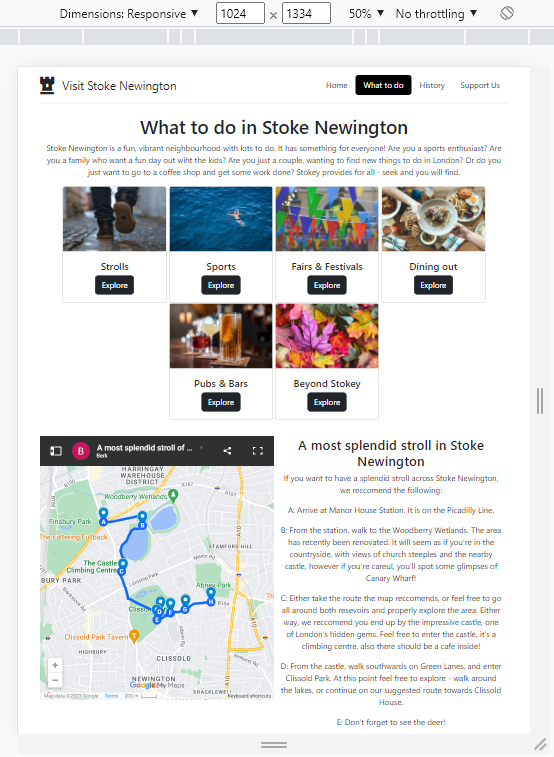 Dimensions: Responsive ▼ 1024 × 1334 50% ▼ No throttling ▼
Visit Stoke Newington Home What to do History Support Us
What to do in Stoke Newington
Stoke Newington is a fun, vibrant neighbourhood with lots to do. It has something for everyone! Are you a sports enthusiast? Are
you a family who want a fun day out wiht the kids? Are you just a couple, wanting to find new things to do in London? Or do you
just want to go to a coffee shop and get some work done? Stokey provides for all - seek and you will find.
Strolls Sports Fairs & Festivals Dining out
Explore Explore Explore Explore
Pubs & Bars Beyond Stokey
Explore Explore
B A most splendid stroll of ...
Berk
HARRINGAY
WAREHOUSE
DISTRICT
A107
Woodberry Wetlands
A107
Finsbury Park
A
B
The Faltering Fullback
STAMFORD HILL
The Castle
Climbing Centre
C
BURY PARK
Lordship Park
Manor Rd
Abney Park
Clisso
D
E
F
G
H
B104
Clissold Park Tavern
Albion Rd
HIGHBURY
CLISSOLD
Amhurst Rd
NEWINGTON
Google My Maps
SHACKLEWELL
+
−
Map data ©2023 Google Terms 200 m Keyboard shortcuts
A most splendid stroll in Stoke
Newington
If you want to have a splendid stroll across Stoke Newington,
we reccomend the following:
A: Arrive at Manor House Station. It is on the Picadilly Line.
B: From the station, walk to the Woodberry Wetlands. The area
has recently been renovated. It will seem as if you're in the
countryside, with views of church steeples and the nearby
castle, however if you're careul, you'll spot some glimpses of
Canary Wharf!
C: Either take route the map reccomends, or feel free to go
all around both resevoirs and properly explore the area. Either
way, we recomend you end up by the impressive castle, one
of London's hidden gems. Feel free to enter the castle, it's a
climbing centre, also there should be a cafe inside!
D: From the castle, walk southwards on Green Lanes, and enter
Clissold Park. At this point feel free to explore - walk around
the lakes, or continue on our suggested route towards Clissold
House.
E: Don't forget to see the deer!